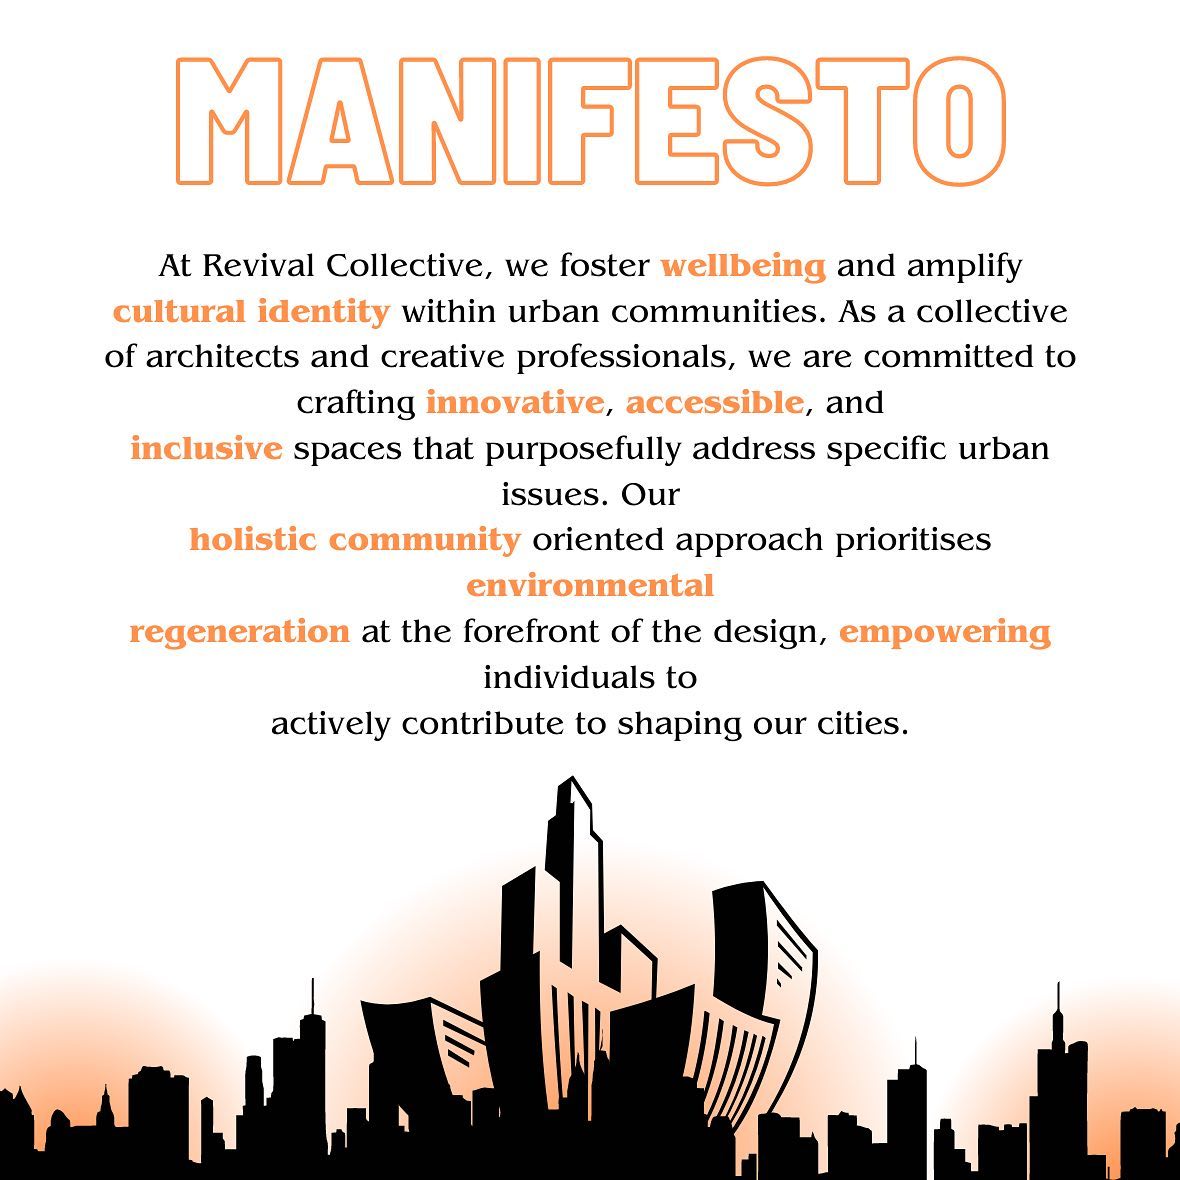 MANIFESTO
At Revival Collective, we foster wellbeing and amplify
cultural identity within urban communities. As a collective
of architects and creative professionals, we are committed to
crafting innovative, accessible, and
inclusive spaces that purposefully address specific urban
issues. Our
holistic community oriented approach prioritises
environmental
regeneration at the forefront of the design, empowering
individuals to
actively contribute to shaping our cities.